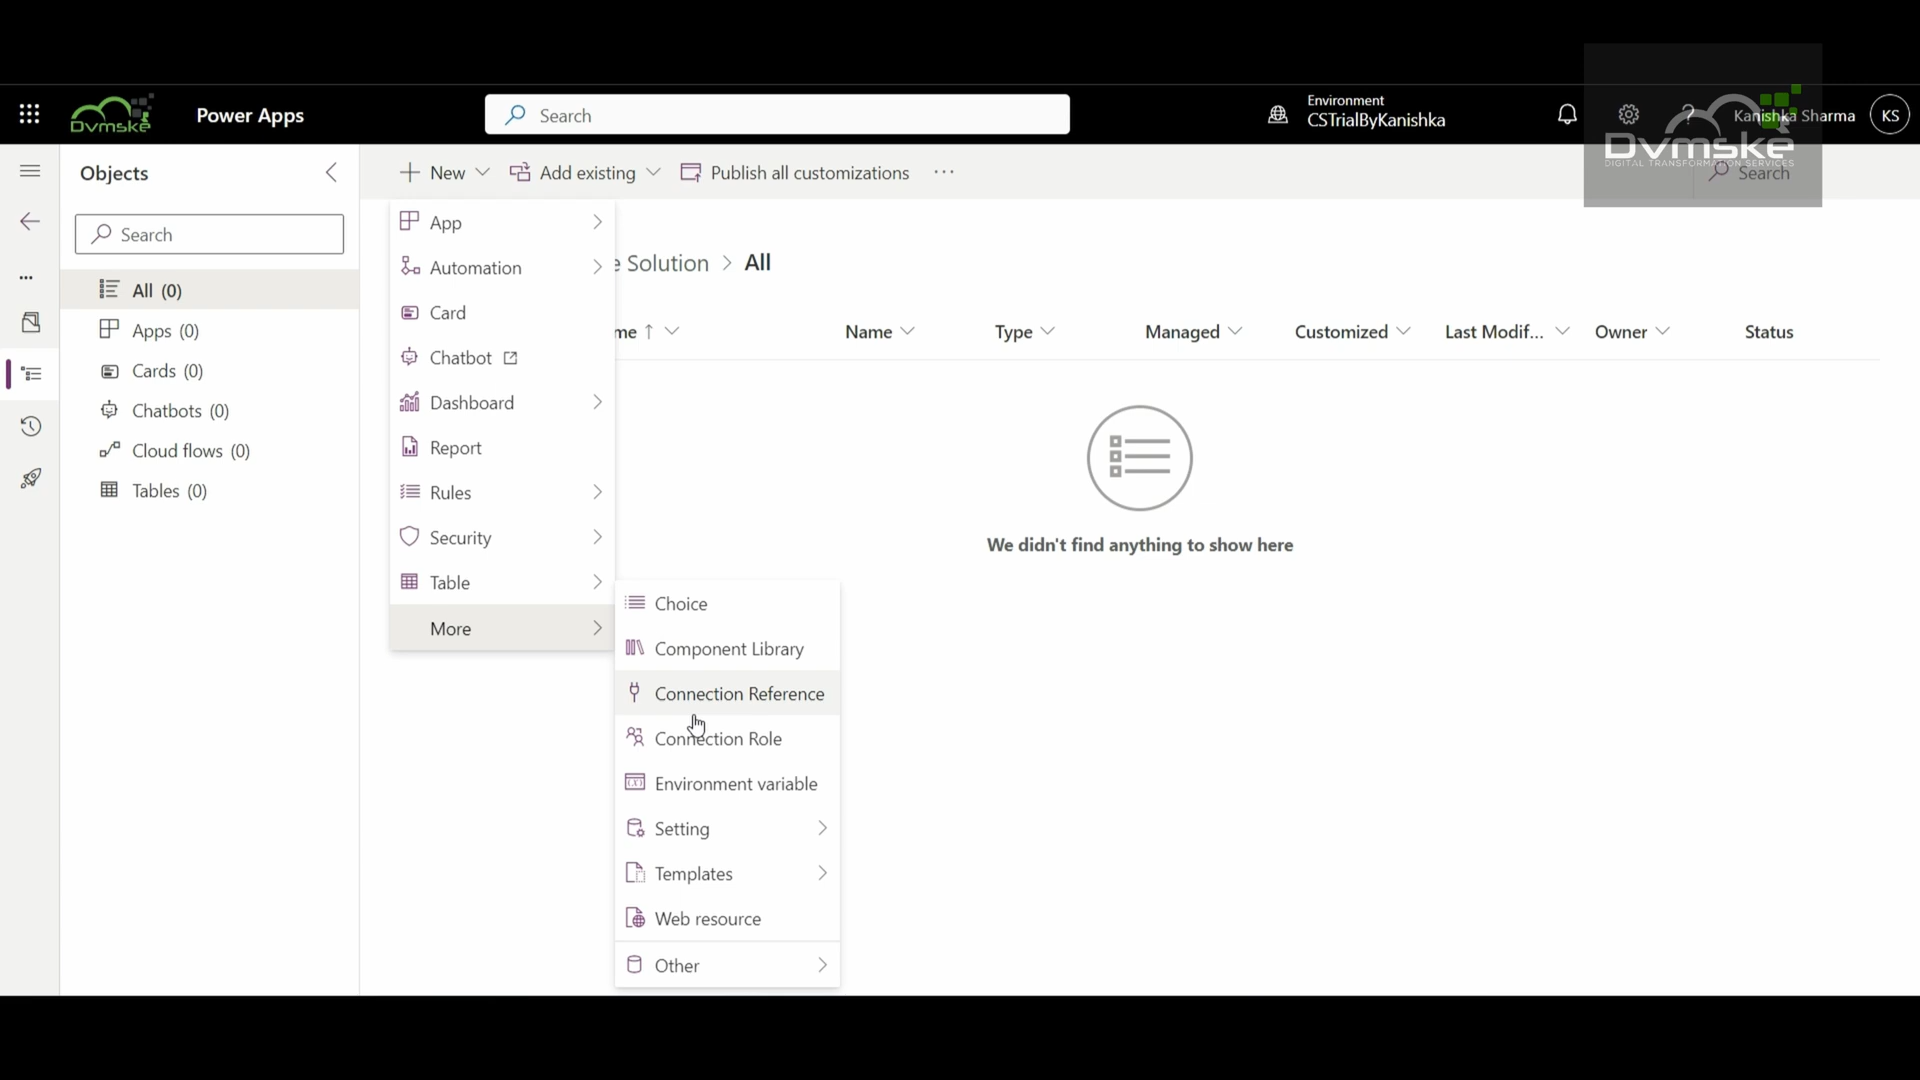 Dvmske
Power Apps
Search
Environment
CSTrialByKanishka
?
Kanishka Sharma
KS
Dvmske
DIGITAL TRANSFORMATION SERVICES
Search
Objects
New
Add existing
Publish all customizations
...
Search
All (0)
Apps (0)
Cards (0)
Chatbots (0)
Cloud flows (0)
Tables (0)
App
Automation
Card
Chatbot
Dashboard
Report
Rules
Security
Table
More
e Solution > All
me ↑
Name
Type
Managed
Customized
Last Modif...
Owner
Status
We didn't find anything to show here
Choice
Component Library
Connection Reference
Connection Role
Environment variable
Setting
Templates
Web resource
Other